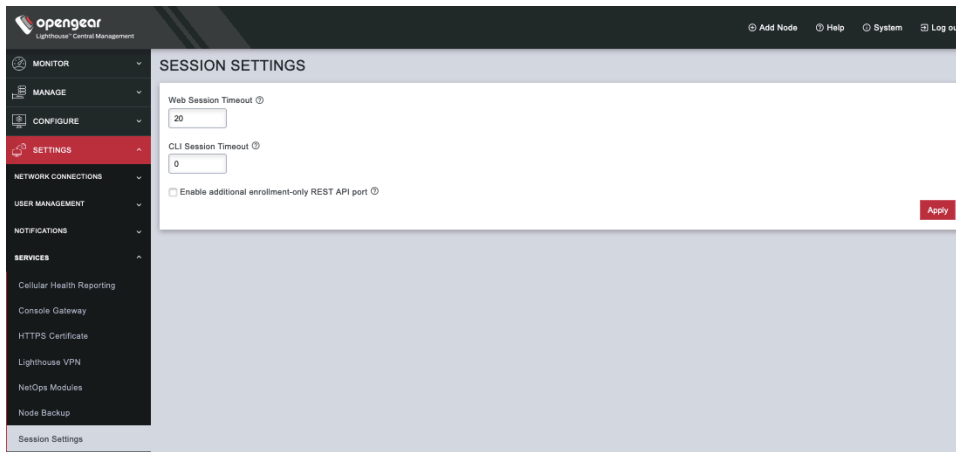 opengear
Lighthouse™ Central Management
Add Node
Help
System
Log ou
MONITOR
MANAGE
CONFIGURE
SETTINGS
NETWORK CONNECTIONS
USER MANAGEMENT
NOTIFICATIONS
SERVICES
Cellular Health Reporting
Console Gateway
HTTPS Certificate
Lighthouse VPN
NetOps Modules
Node Backup
Session Settings
SESSION SETTINGS
Web Session Timeout
20
CLI Session Timeout
0
Enable additional enrollment-only REST API port
Apply